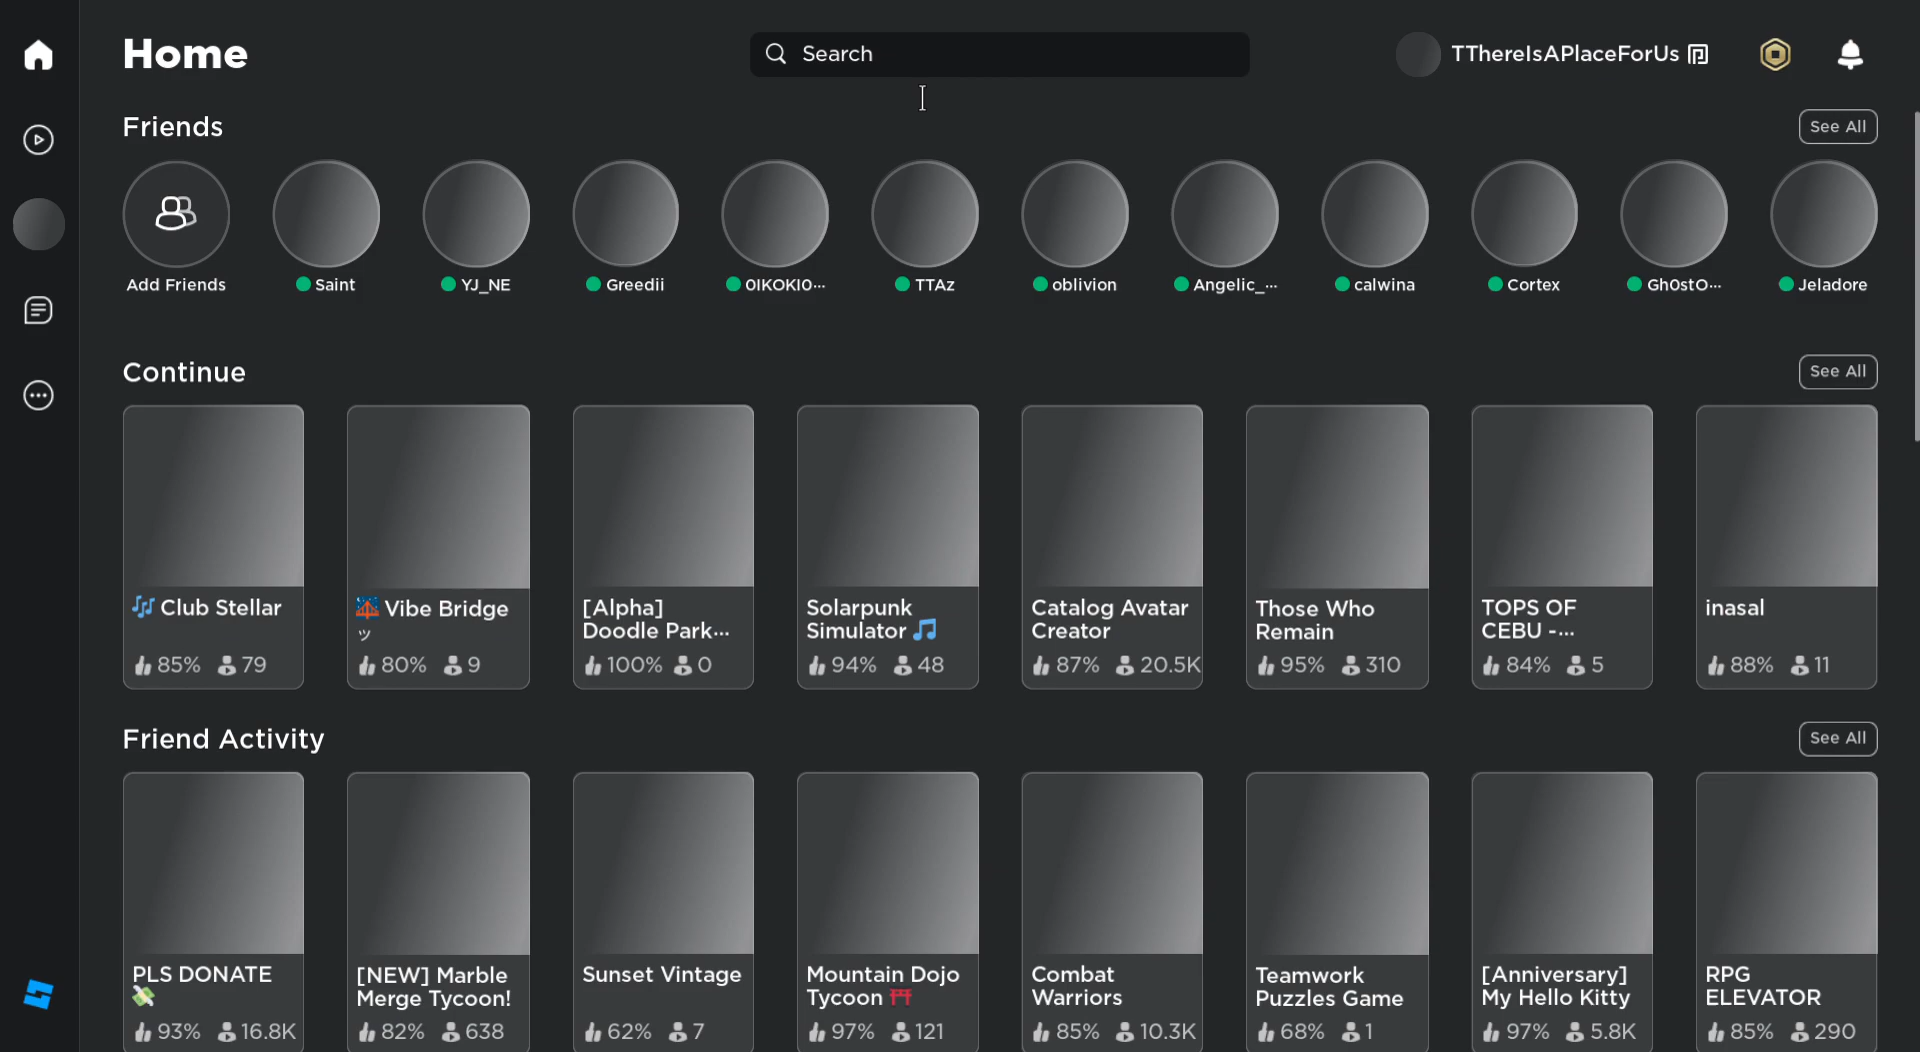 Home
Search
TThereIsAPlaceForUs
Friends
See All
Add Friends
Saint
YJ_NE
Greedii
0IKOKI0...
TTAz
oblivion
Angelic_...
calwina
Cortex
Gh0stO...
Jeladore
Continue
See All
🎶 Club Stellar
85% 79
🌉 Vibe Bridge
ッ
80% 9
[Alpha]
Doodle Park...
100% 0
Solarpunk
Simulator 🎵
94% 48
Catalog Avatar
Creator
87% 20.5K
Those Who
Remain
95% 310
TOPS OF
CEBU -...
84% 5
inasal
88% 11
Friend Activity
See All
PLS DONATE
💸
93% 16.8K
[NEW] Marble
Merge Tycoon!
82% 638
Sunset Vintage
62% 7
Mountain Dojo
Tycoon ⛩️
97% 121
Combat
Warriors
85% 10.3K
Teamwork
Puzzles Game
68% 1
[Anniversary]
My Hello Kitty
97% 5.8K
RPG
ELEVATOR
85% 290